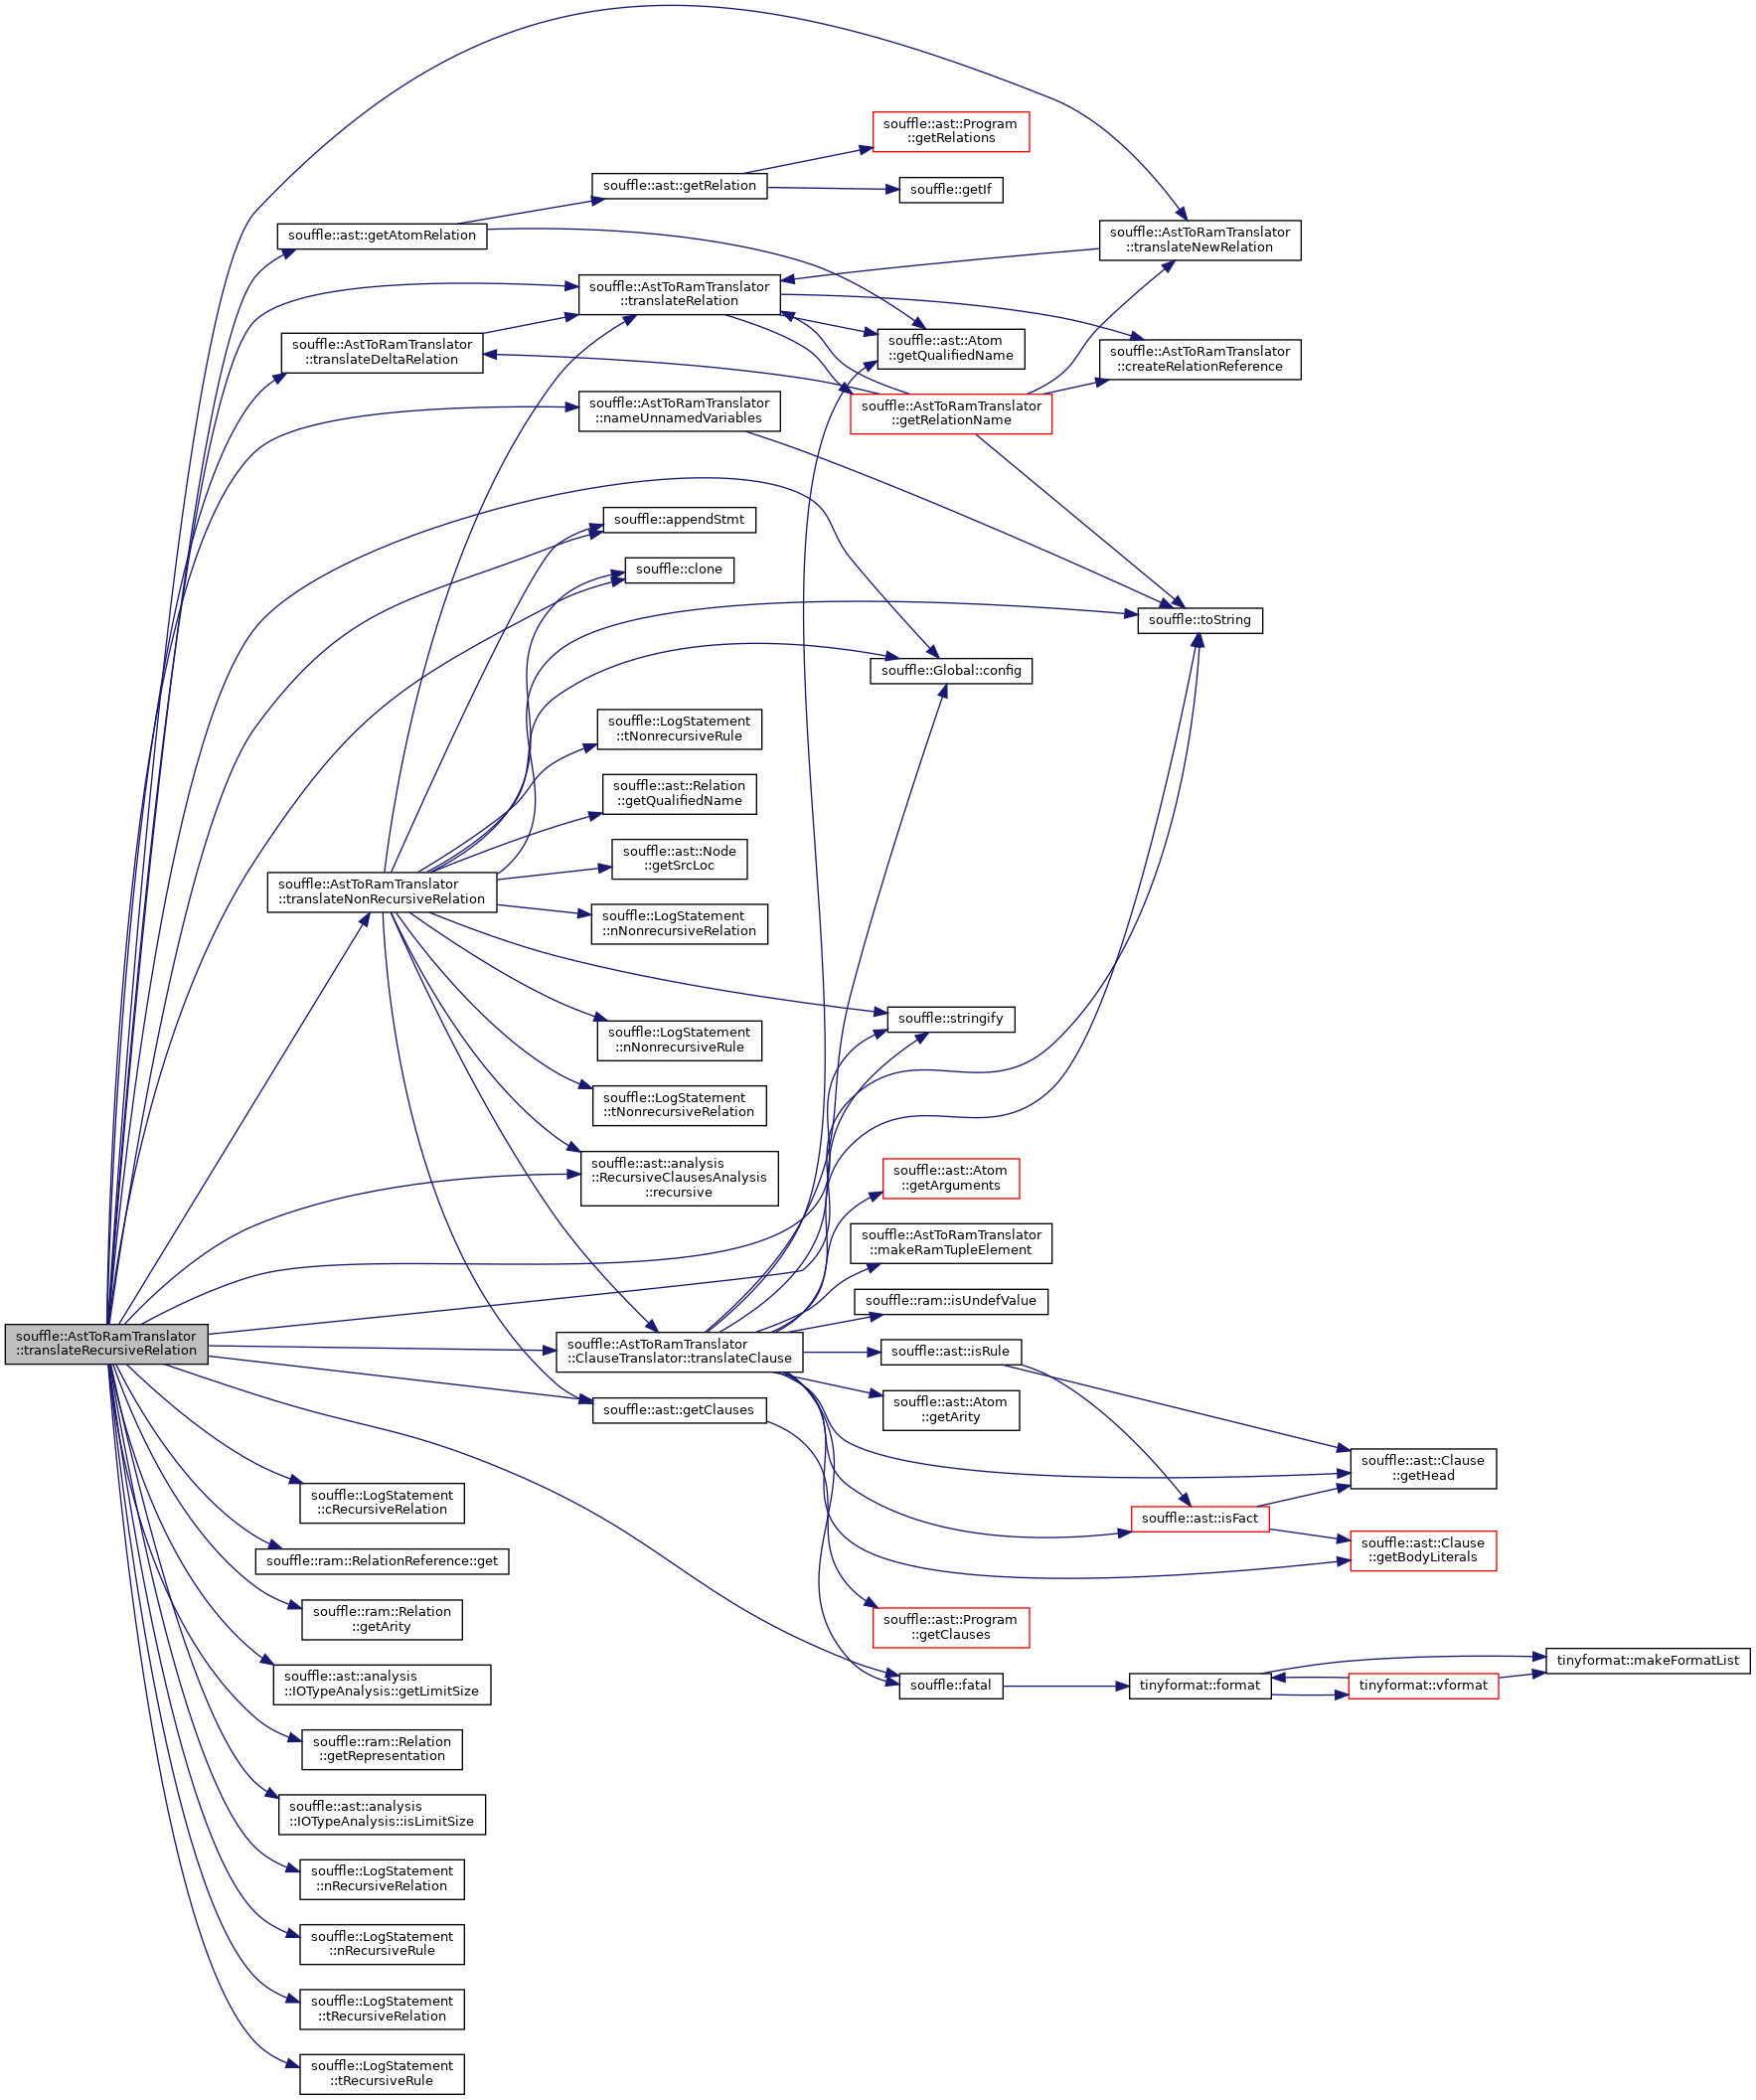 souffle::ast::Program
::getRelations
souffle::ast::getRelation
souffle::getIf
souffle::ast::getAtomRelation
souffle::AstToRamTranslator
::translateNewRelation
souffle::AstToRamTranslator
::translateRelation
souffle::AstToRamTranslator
::translateDeltaRelation
souffle::ast::Atom
::getQualifiedName
souffle::AstToRamTranslator
::createRelationReference
souffle::AstToRamTranslator
::nameUnnamedVariables
souffle::AstToRamTranslator
::getRelationName
souffle::appendStmt
souffle::clone
souffle::toString
souffle::Global::config
souffle::LogStatement
::tNonrecursiveRule
souffle::ast::Relation
::getQualifiedName
souffle::ast::Node
::getSrcLoc
souffle::AstToRamTranslator
::translateNonRecursiveRelation
souffle::LogStatement
::nNonrecursiveRelation
souffle::stringify
souffle::LogStatement
::nNonrecursiveRule
souffle::LogStatement
::tNonrecursiveRelation
souffle::ast::analysis
::RecursiveClausesAnalysis
::recursive
souffle::ast::Atom
::getArguments
souffle::AstToRamTranslator
::makeRamTupleElement
souffle::ram::isUndefValue
souffle::AstToRamTranslator
::translateRecursiveRelation
souffle::AstToRamTranslator
::ClauseTranslator::translateClause
souffle::ast::isRule
souffle::ast::Atom
::getArity
souffle::ast::getClauses
souffle::ast::Clause
::getHead
souffle::LogStatement
::cRecursiveRelation
souffle::ast::isFact
souffle::ast::Clause
::getBodyLiterals
souffle::ram::RelationReference::get
souffle::ram::Relation
::getArity
souffle::ast::Program
::getClauses
souffle::ast::analysis
::IOTypeAnalysis::getLimitSize
souffle::fatal
tinyformat::format
tinyformat::vformat
tinyformat::makeFormatList
souffle::ram::Relation
::getRepresentation
souffle::ast::analysis
::IOTypeAnalysis::isLimitSize
souffle::LogStatement
::nRecursiveRelation
souffle::LogStatement
::nRecursiveRule
souffle::LogStatement
::tRecursiveRelation
souffle::LogStatement
::tRecursiveRule